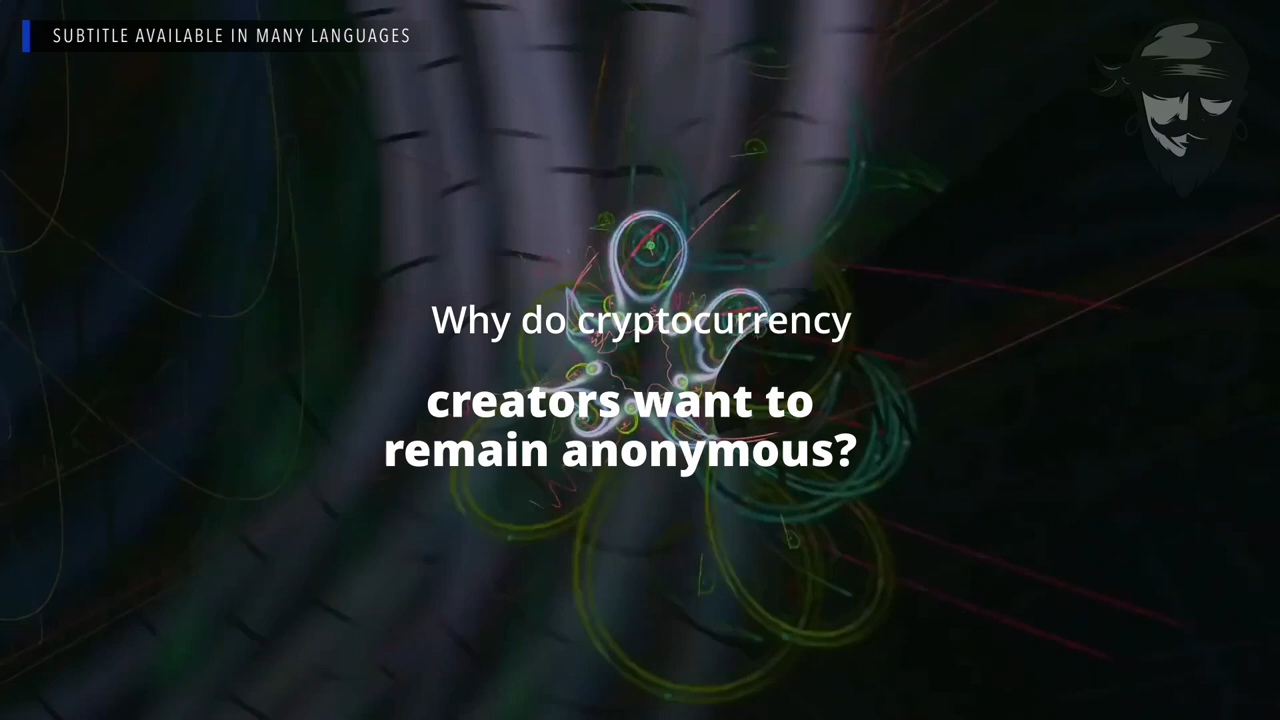 SUBTITLE AVAILABLE IN MANY LANGUAGES
Why do cryptocurrency
creators want to
remain anonymous?